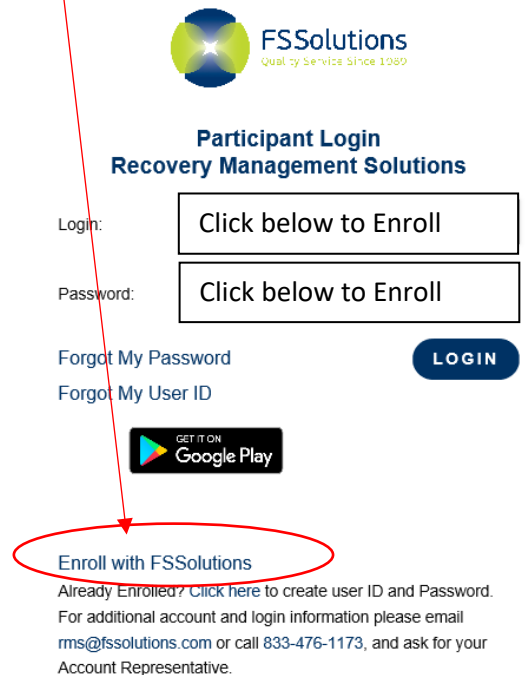 FSSolutions
Quality Service Since 1989
Participant Login
Recovery Management Solutions
Login: Click below to Enroll
Password: Click below to Enroll
Forgot My Password LOGIN
Forgot My User ID
GET IT ON
Google Play
Enroll with FSSolutions
Already Enrolled? Click here to create user ID and Password.
For additional account and login information please email
rms@fssolutions.com or call 833-476-1173, and ask for your
Account Representative.